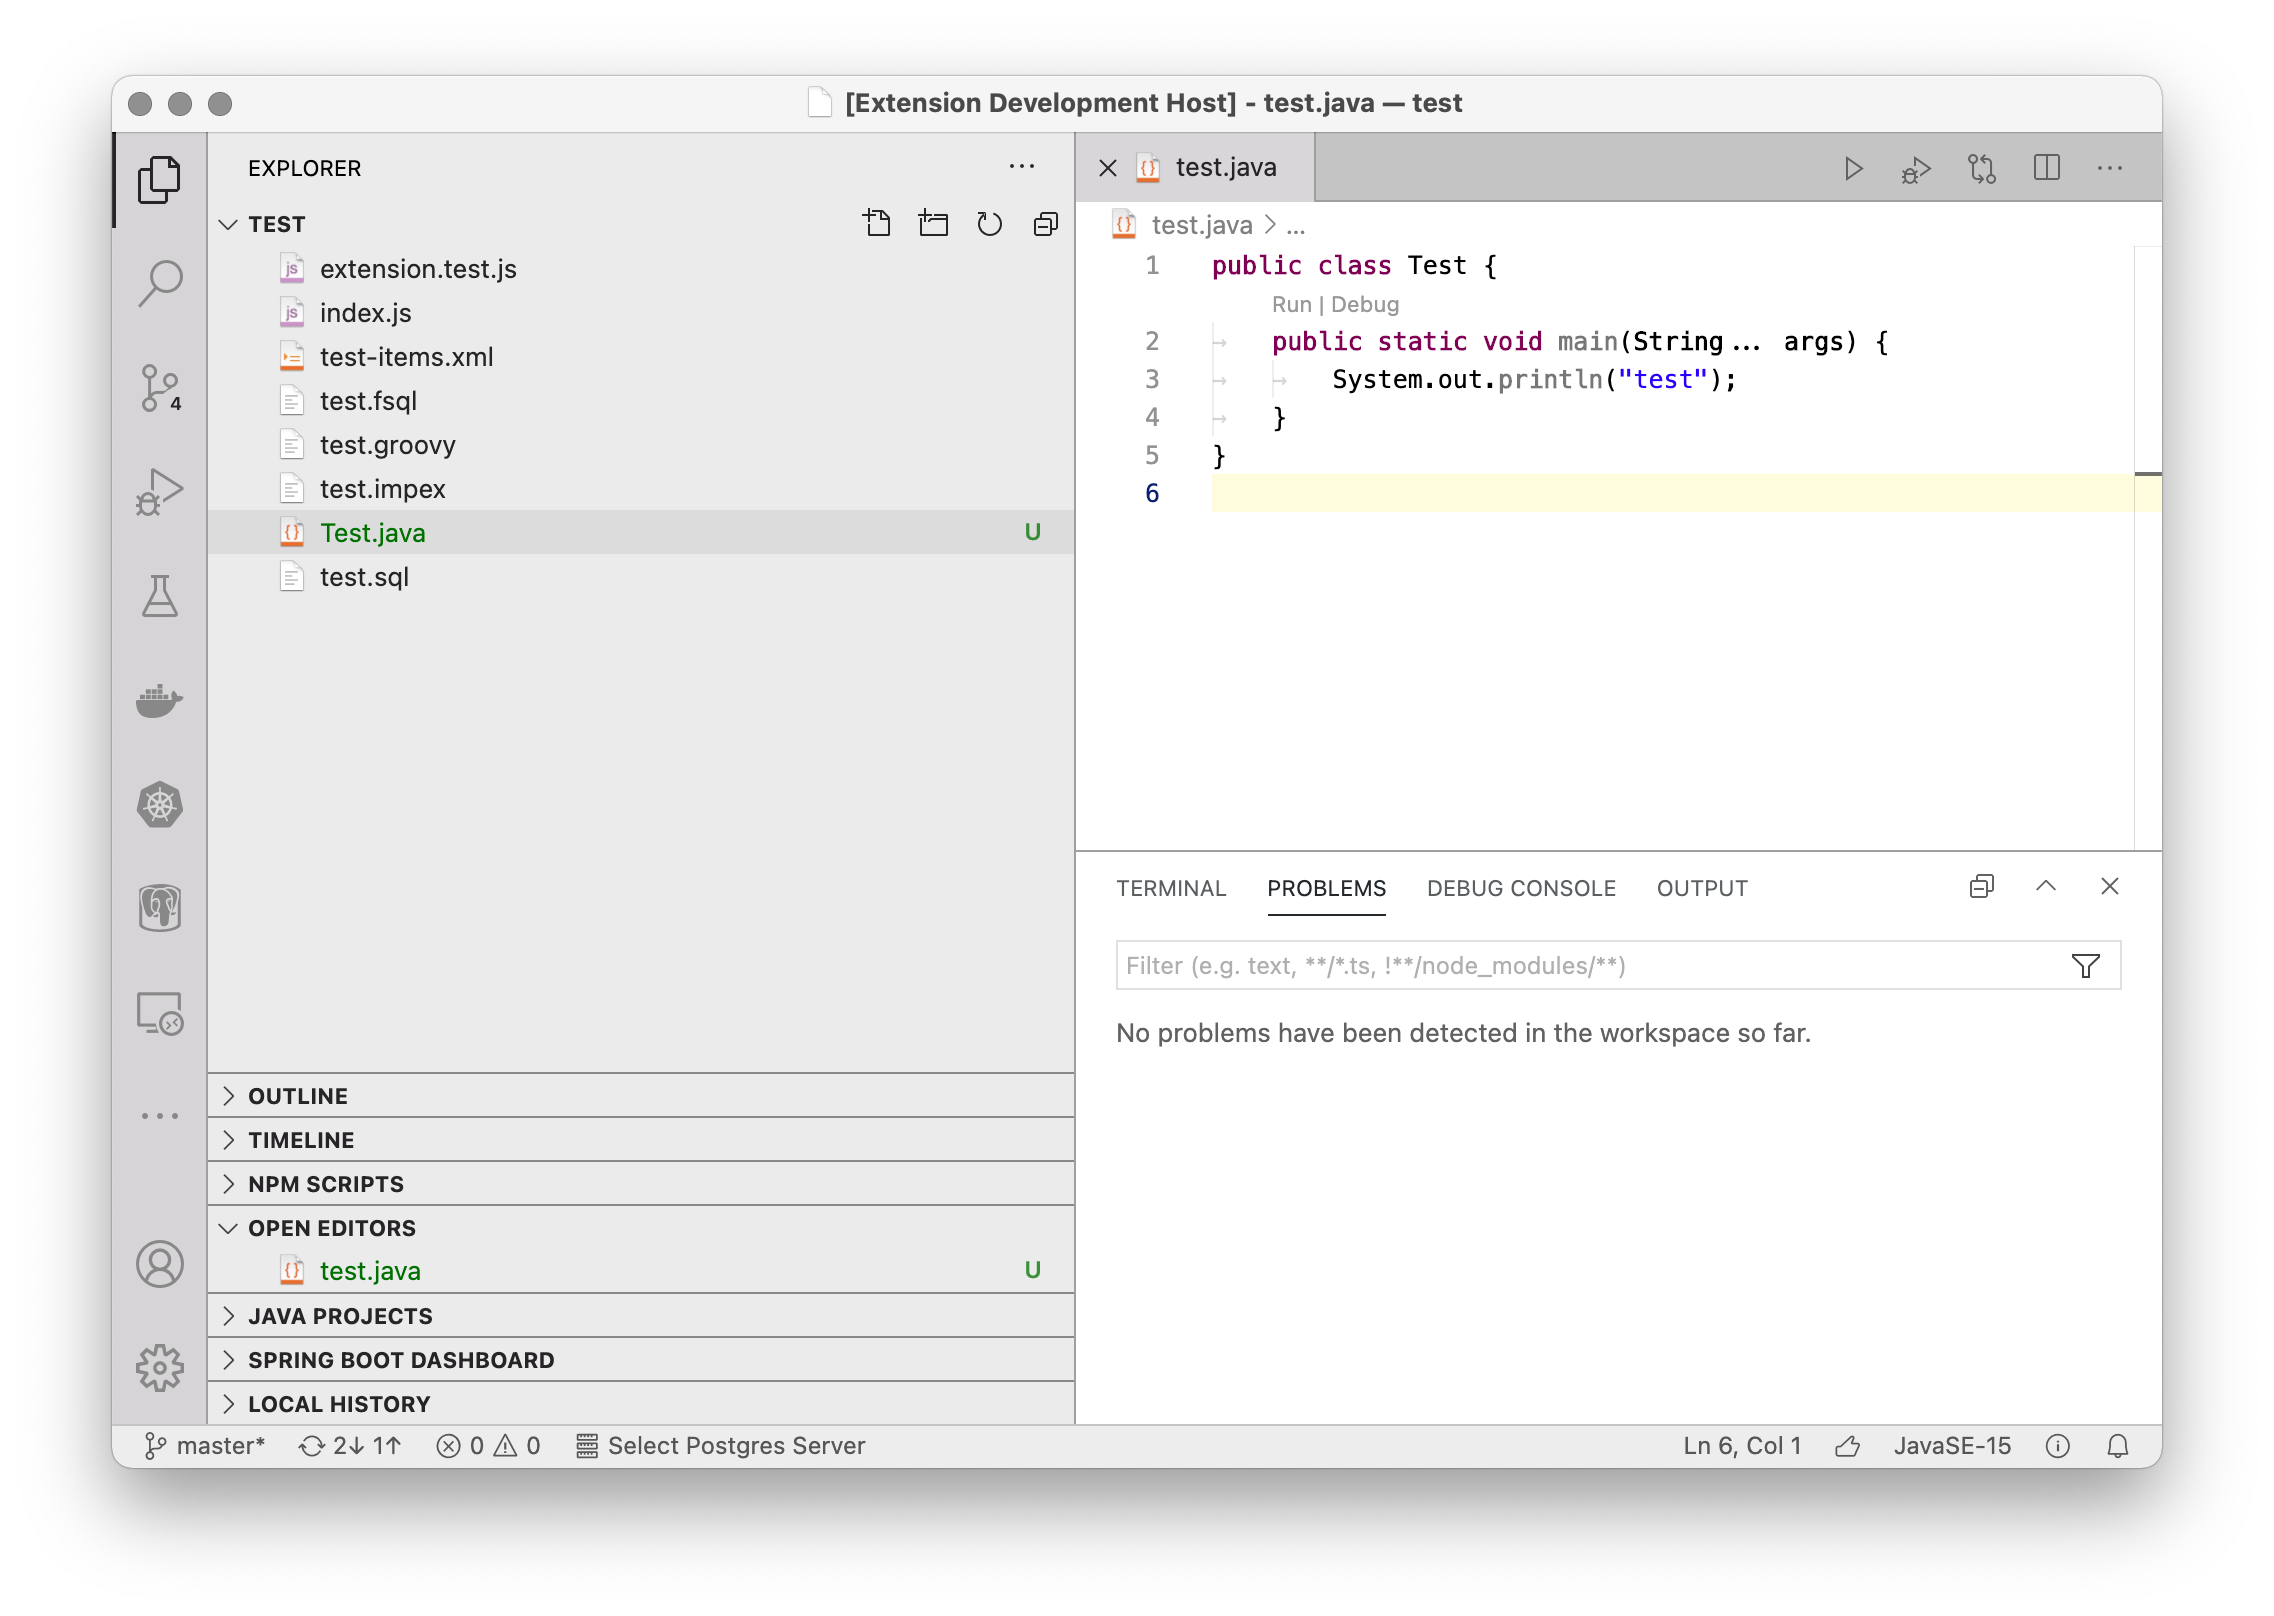 [Extension Development Host] - test.java — test
EXPLORER
TEST
extension.test.js
index.js
test-items.xml
test.fsql
test.groovy
test.impex
Test.java U
test.sql
OUTLINE
TIMELINE
NPM SCRIPTS
OPEN EDITORS
test.java U
JAVA PROJECTS
SPRING BOOT DASHBOARD
LOCAL HISTORY
4
test.java
test.java > ...
1 public class Test {
Run | Debug
2 public static void main(String... args) {
3 System.out.println("test");
4 }
5 }
6
TERMINAL PROBLEMS DEBUG CONSOLE OUTPUT
Filter (e.g. text, **/*.ts, !**/node_modules/**)
No problems have been detected in the workspace so far.
master* 2↓ 1↑ 0 0 Select Postgres Server Ln 6, Col 1 JavaSE-15